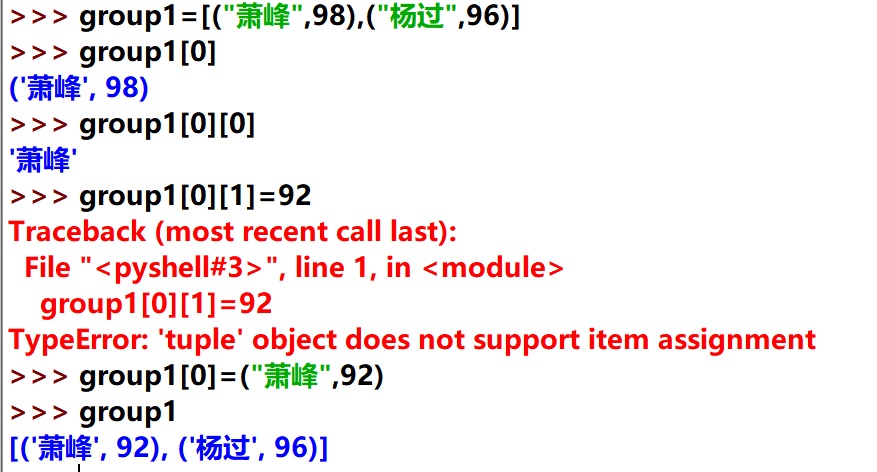 >>> group1=[("萧峰",98),("杨过",96)]
>>> group1[0]
('萧峰', 98)
>>> group1[0][0]
'萧峰'
>>> group1[0][1]=92
Traceback (most recent call last):
  File "<pyshell#3>", line 1, in <module>
    group1[0][1]=92
TypeError: 'tuple' object does not support item assignment
>>> group1[0]=("萧峰",92)
>>> group1
[('萧峰', 92), ('杨过', 96)]